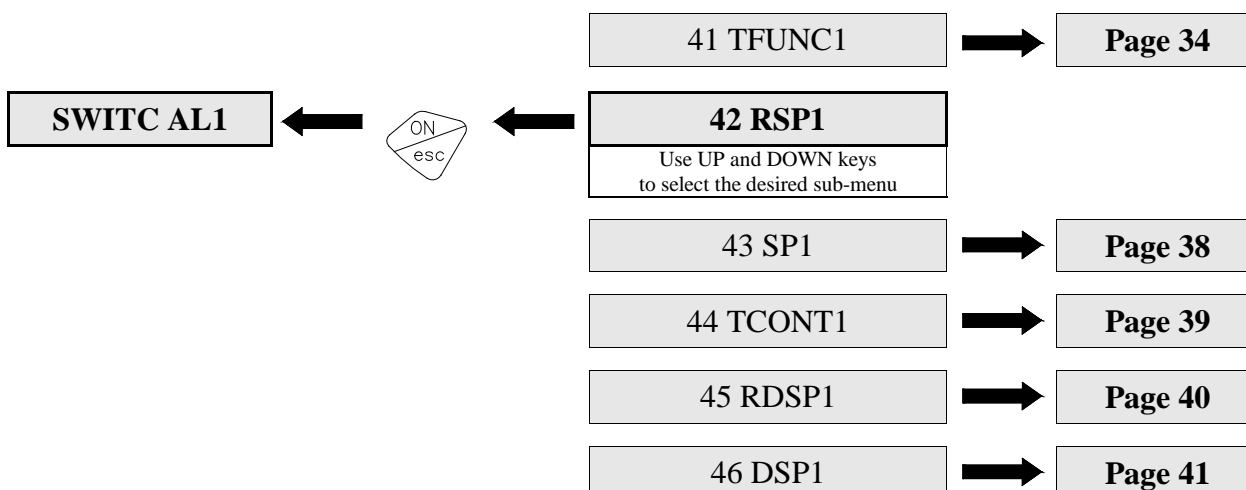 41 TFUNC1
Page 34
SWITC AL1
ON
esc
42 RSP1
Use UP and DOWN keys
to select the desired sub-menu
43 SP1
Page 38
44 TCONT1
Page 39
45 RDSP1
Page 40
46 DSP1
Page 41